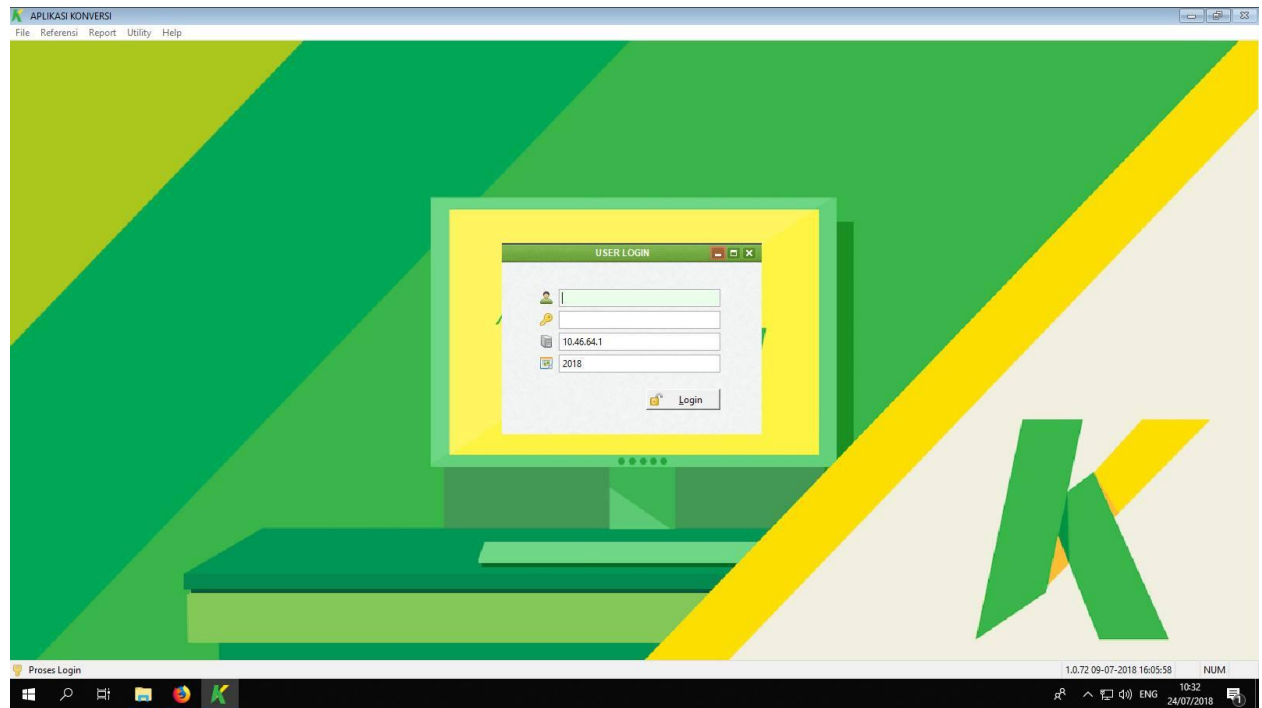 APLIKASI KONVERSI
File Referensi Report Utility Help
USER LOGIN
10.46.64.1
2018
Login
Proses Login
1.0.72 09-07-2018 16:05:58 NUM
ENG
10:32
24/07/2018
1